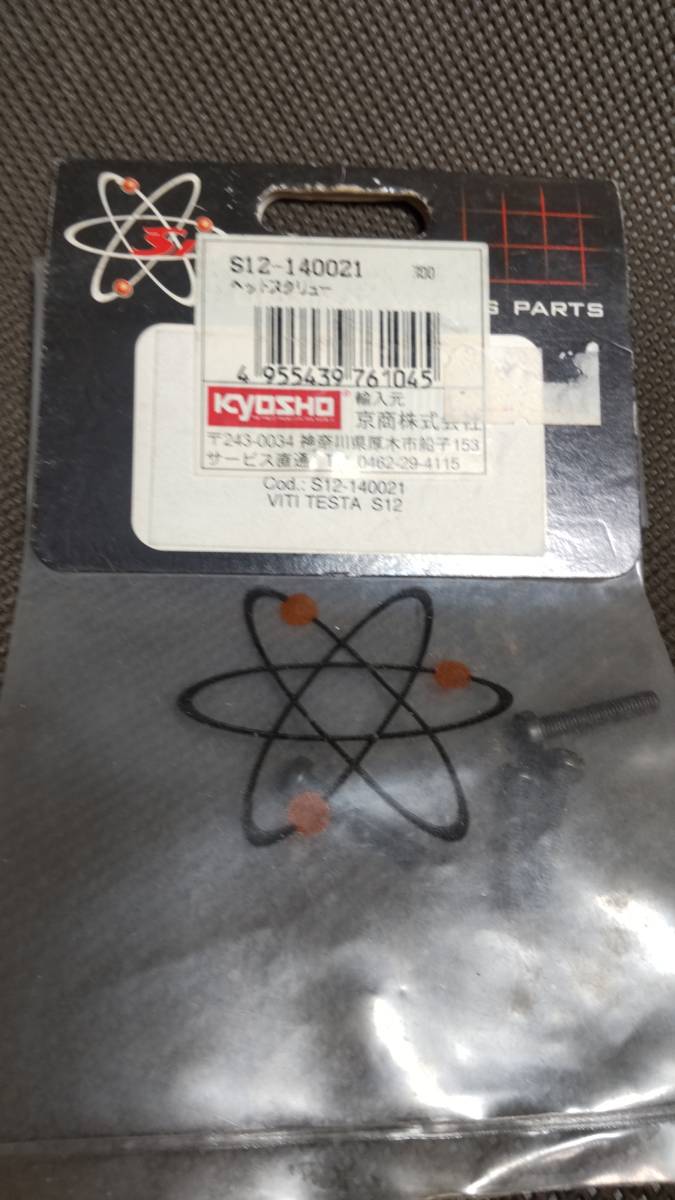 S12-140021 300
ヘッドスクリュー
4 955439 761045
S PARTS
KYOSHO 輸入元
京商株式会社
〒243-0034 神奈川県厚木市船子153
サービス直通 0462-29-4115
Cod.: S12-140021
VITI TESTA S12